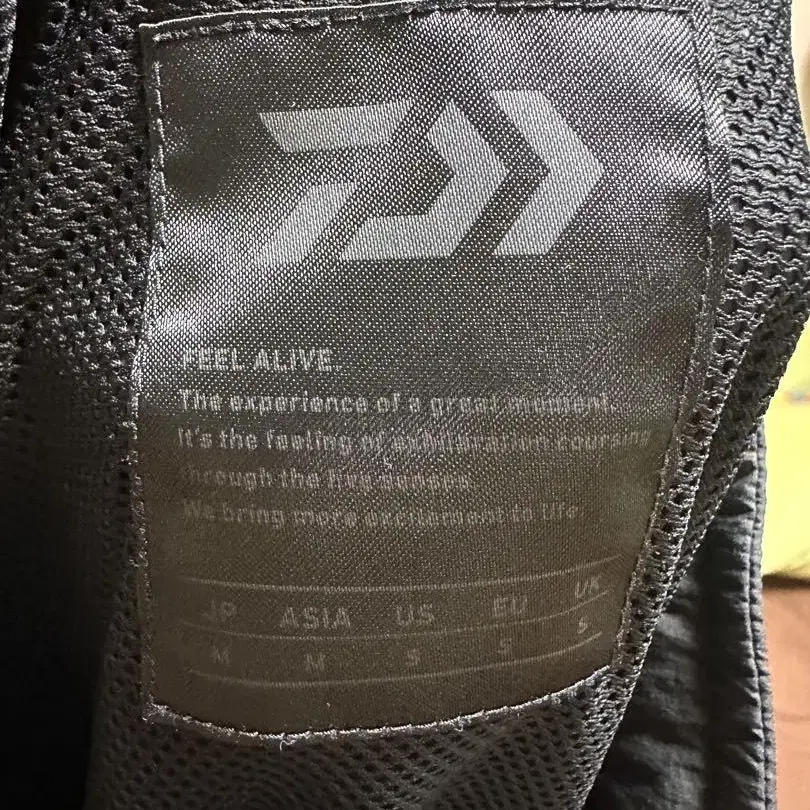 FEEL ALIVE.
The experience of a great moment.
It's the feeling of exhilaration coursing
through the five senses.
We bring more excitement to life.
JP ASIA US EU UK
M M S S S